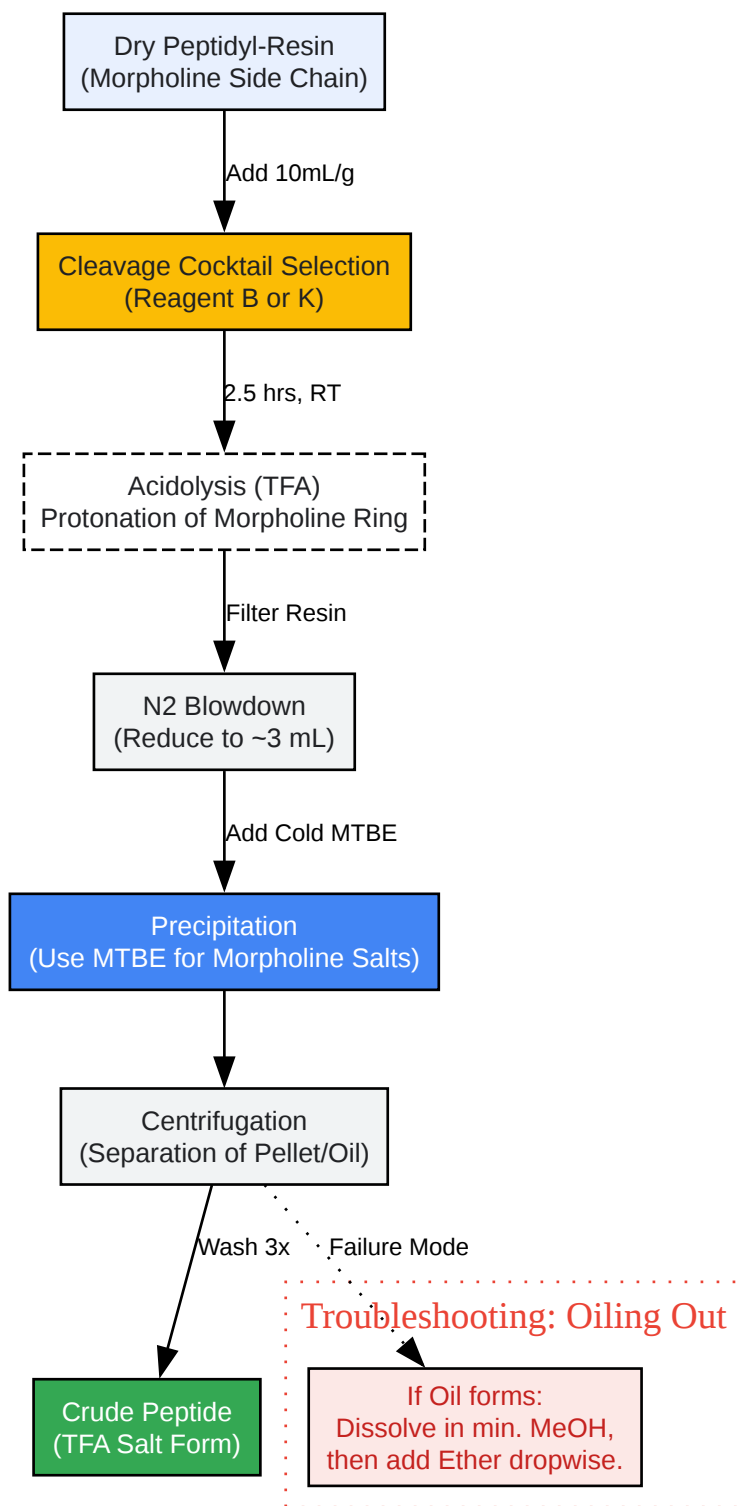 Dry Peptidyl-Resin
(Morpholine Side Chain)
Add 10mL/g
Cleavage Cocktail Selection
(Reagent B or K)
2.5 hrs, RT
Acidolysis (TFA)
Protonation of Morpholine Ring
Filter Resin
N2 Blowdown
(Reduce to ~3 mL)
Add Cold MTBE
Precipitation
(Use MTBE for Morpholine Salts)
Centrifugation
(Separation of Pellet/Oil)
Wash 3x
Failure Mode
Troubleshooting: Oiling Out
Crude Peptide
(TFA Salt Form)
If Oil forms:
Dissolve in min. MeOH,
then add Ether dropwise.